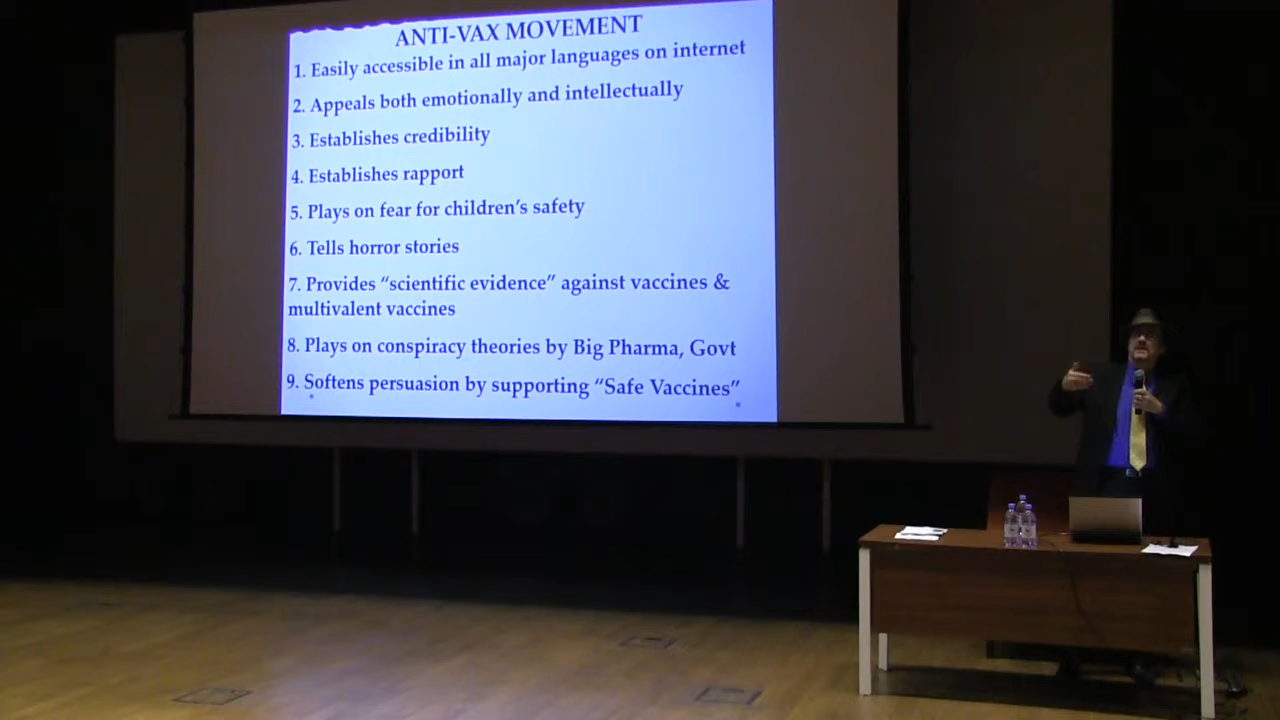 ANTI-VAX MOVEMENT
1. Easily accessible in all major languages on internet
2. Appeals both emotionally and intellectually
3. Establishes credibility
4. Establishes rapport
5. Plays on fear for children's safety
6. Tells horror stories
7. Provides “scientific evidence” against vaccines &
multivalent vaccines
8. Plays on conspiracy theories by Big Pharma, Govt
9. Softens persuasion by supporting “Safe Vaccines”